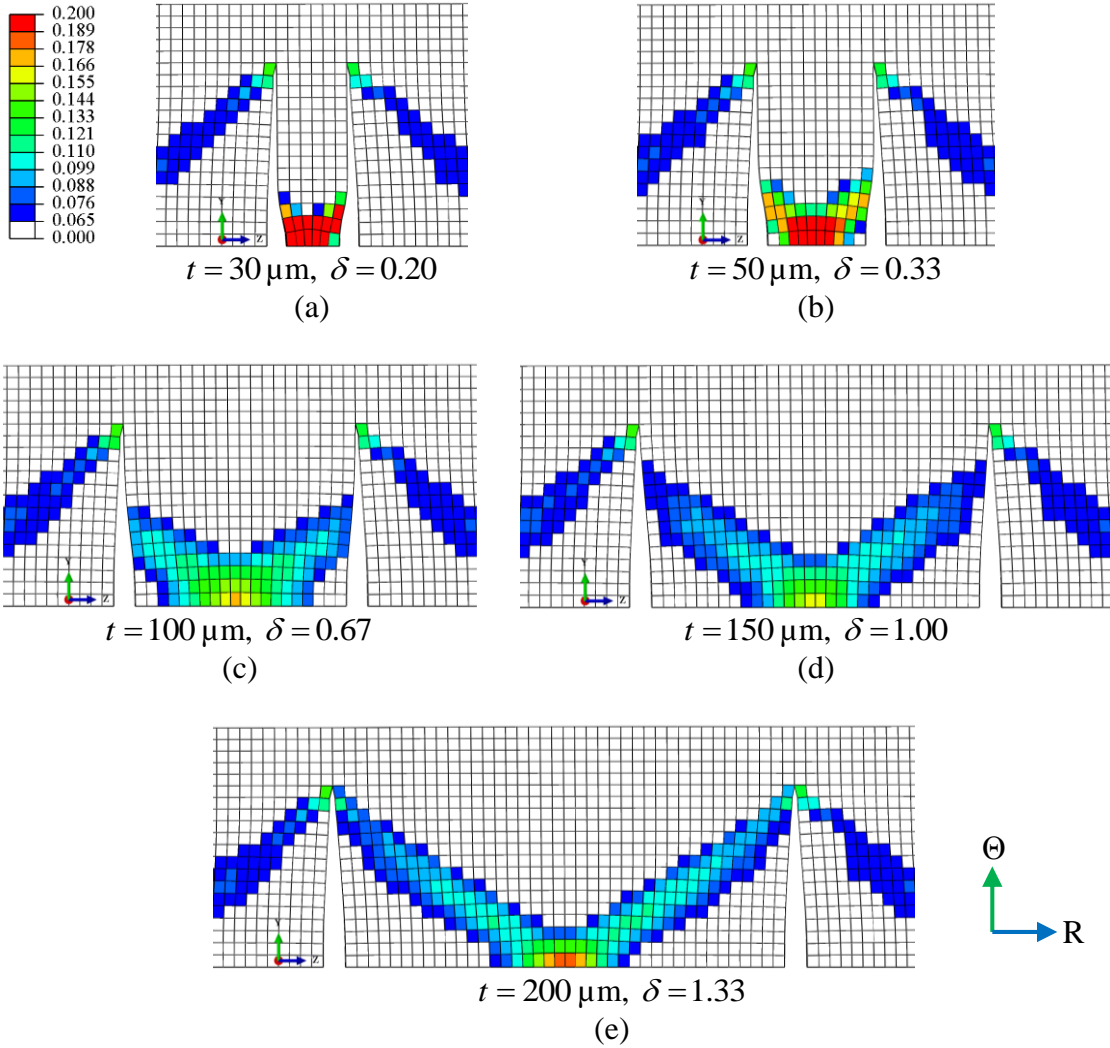 0.200
0.189
0.178
0.166
0.155
0.144
0.133
0.121
0.110
0.099
0.088
0.076
0.065
0.000
Y
Z
t = 30 µm, δ = 0.20
(a)
Y
Z
t = 50 µm, δ = 0.33
(b)
Y
Z
t = 100 µm, δ = 0.67
(c)
Y
Z
t = 150 µm, δ = 1.00
(d)
Y
Z
t = 200 µm, δ = 1.33
(e)
Θ
R